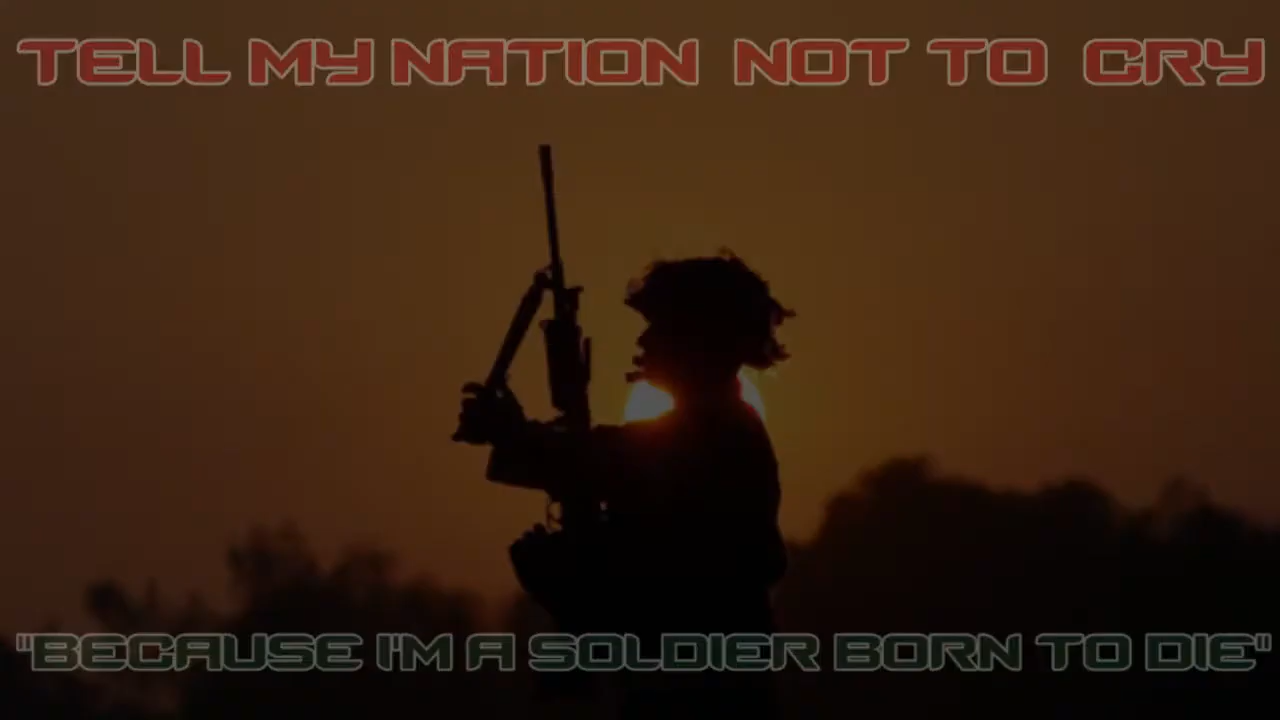 TELL MY NATION NOT TO CRY
"BECAUSE I'M A SOLDIER BORN TO DIE"